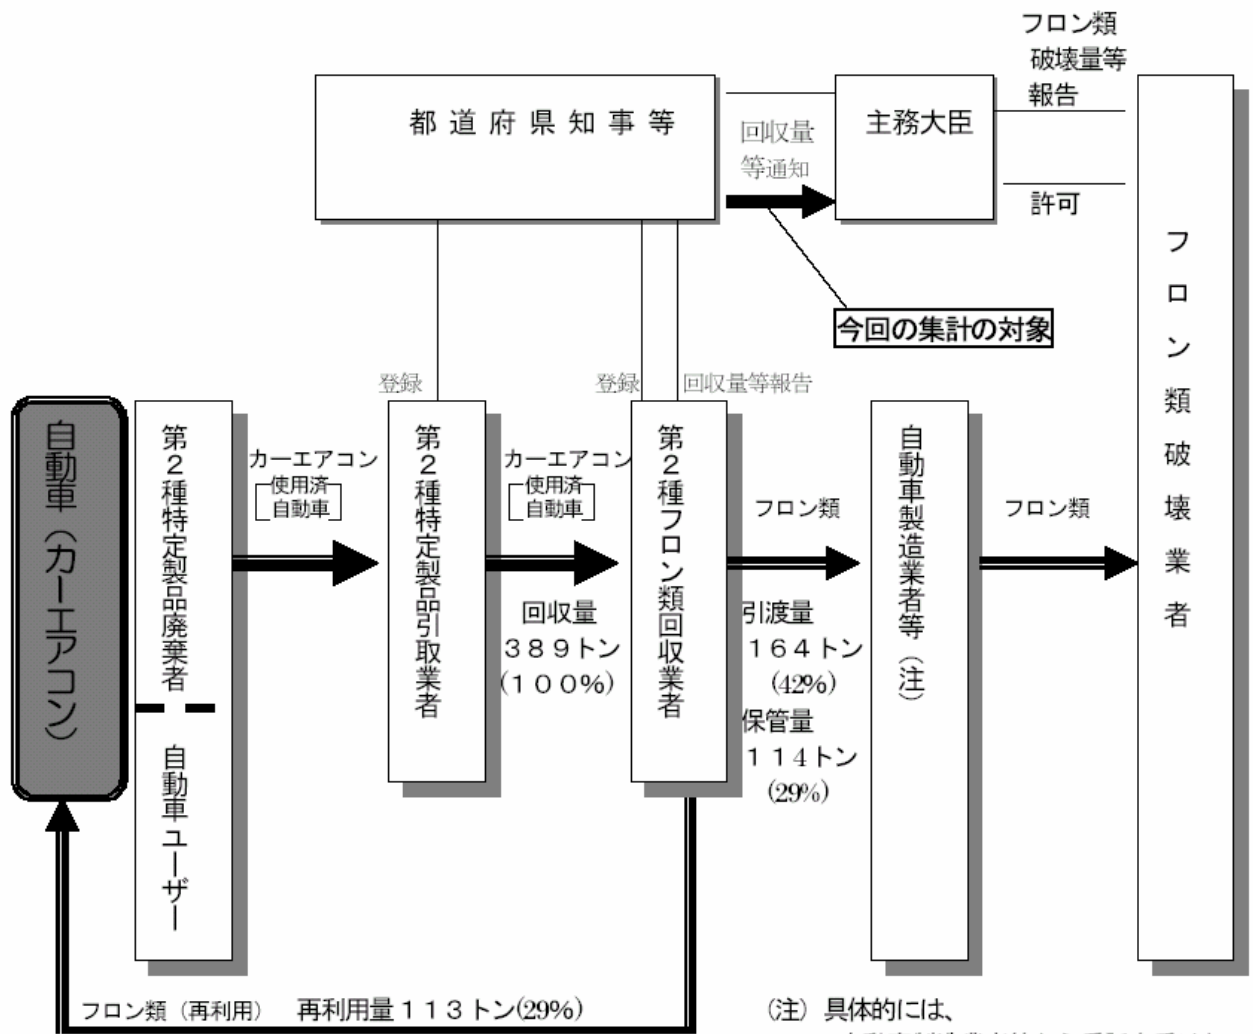 フロン類
破壊量等
報告
都道府県知事等
回収量
等通知
主務大臣
許可
今回の集計の対象
登録
登録
回収量等報告
自動車（カーエアコン）
第２種特定製品廃棄者
自動車ユーザー
カーエアコン
使用済
自動車
第２種特定製品引取業者
カーエアコン
使用済
自動車
回収量
３８９トン
(１００%)
第２種フロン類回収業者
フロン類
引渡量
１６４トン
(42%)
保管量
１１４トン
(29%)
自動車製造業者等（注）
フロン類
フロン類破壊業者
フロン類（再利用） 再利用量１１３トン(29%)
（注）具体的には、